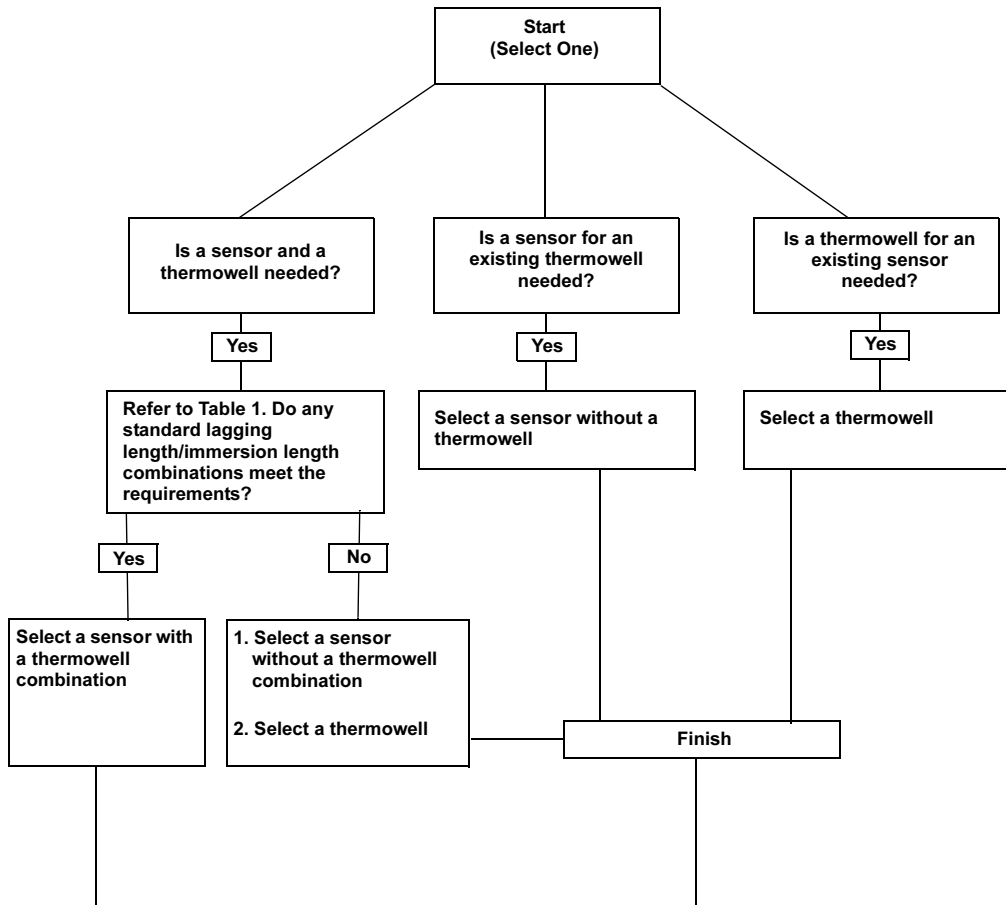 Start
(Select One)
Is a sensor and a
thermowell needed?
Is a sensor for an
existing thermowell
needed?
Is a thermowell for an
existing sensor
needed?
Yes
Yes
Yes
Refer to Table 1. Do any
standard lagging
length/immersion length
combinations meet the
requirements?
Select a sensor without a
thermowell
Select a thermowell
Yes
No
Select a sensor with
a thermowell
combination
1. Select a sensor
without a thermowell
combination
2. Select a thermowell
Finish